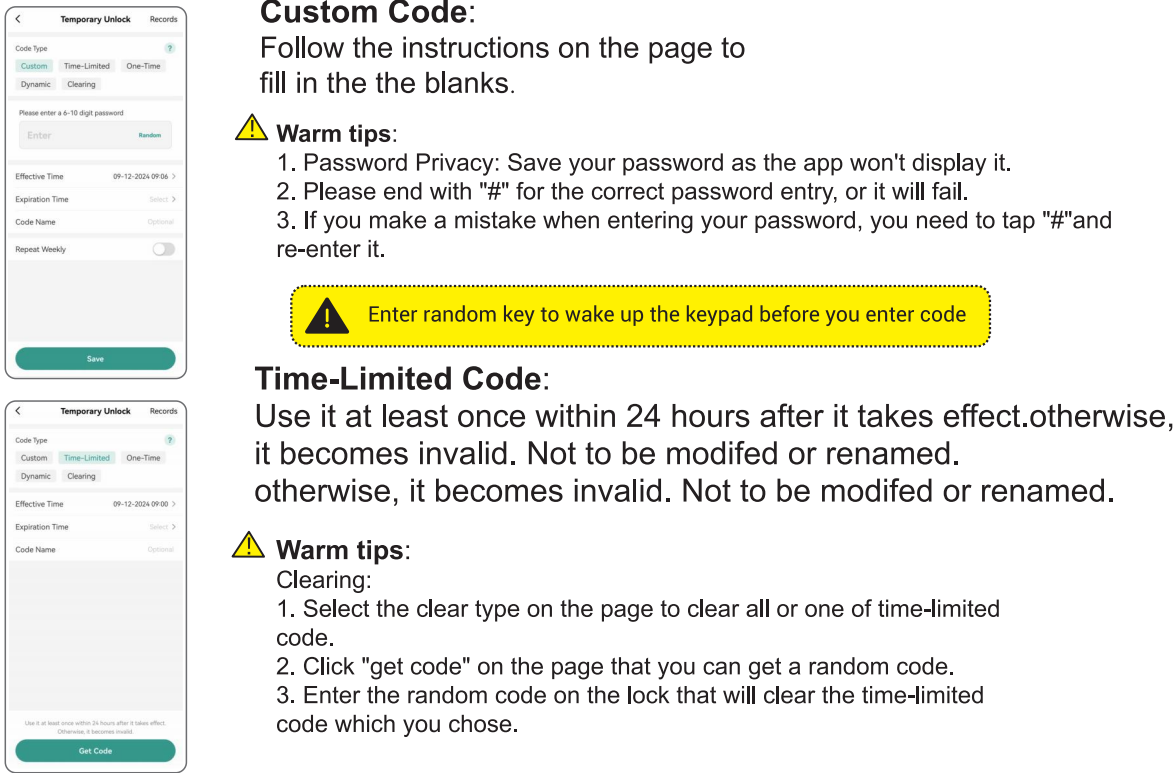 Temporary Unlock Records
Code Type ?
Custom Time-Limited One-Time
Dynamic Clearing
Please enter a 6-10 digit password
Enter Random
Effective Time 09-12-2024 09:06 >
Expiration Time Select >
Code Name Optional
Repeat Weekly
Save
Custom Code:
Follow the instructions on the page to
fill in the the blanks.
Warm tips:
1. Password Privacy: Save your password as the app won't display it.
2. Please end with "#" for the correct password entry, or it will fail.
3. If you make a mistake when entering your password, you need to tap "#"and
re-enter it.
Enter random key to wake up the keypad before you enter code
Temporary Unlock Records
Code Type ?
Custom Time-Limited One-Time
Dynamic Clearing
Effective Time 09-12-2024 09:00 >
Expiration Time Select >
Code Name Optional
Use it at least once within 24 hours after it takes effect.
Otherwise, it becomes invalid.
Get Code
Time-Limited Code:
Use it at least once within 24 hours after it takes effect.otherwise,
it becomes invalid. Not to be modifed or renamed.
otherwise, it becomes invalid. Not to be modifed or renamed.
Warm tips:
Clearing:
1. Select the clear type on the page to clear all or one of time-limited
code.
2. Click "get code" on the page that you can get a random code.
3. Enter the random code on the lock that will clear the time-limited
code which you chose.